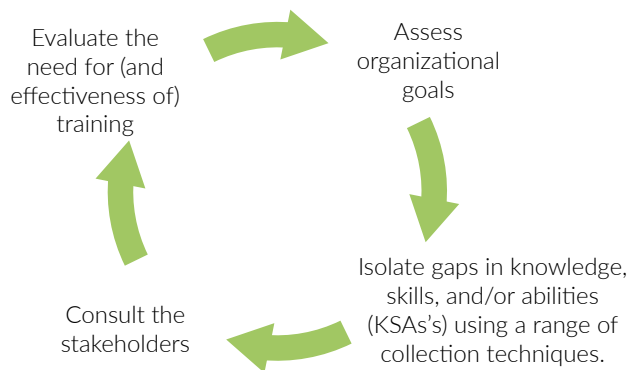 Evaluate the
need for (and
effectiveness of)
training
Assess
organizational
goals
Isolate gaps in knowledge,
skills, and/or abilities
(KSAs’s) using a range of
collection techniques.
Consult the
stakeholders